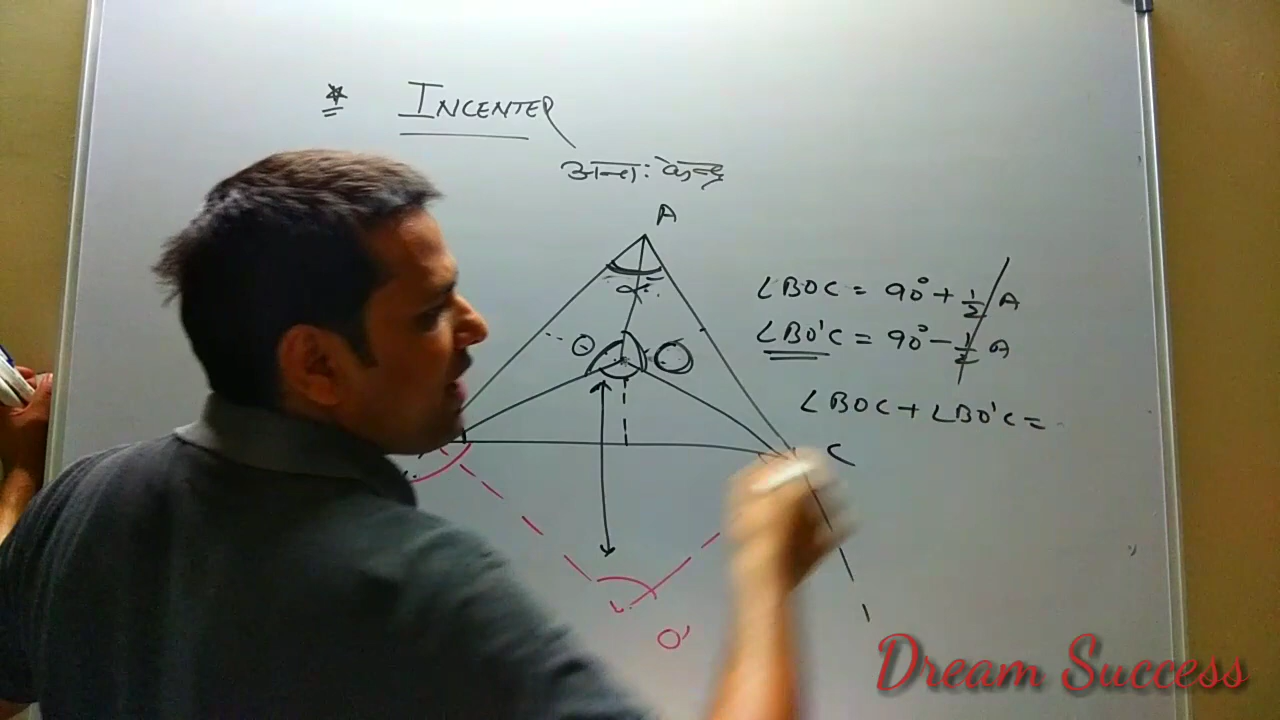 * INCENTER
अन्तः केन्द्र
A
∠BOC = 90° + 1/2 A
∠BO'C = 90° - 1/2 A
∠BOC + ∠BO'C =
C
O'
Dream Success